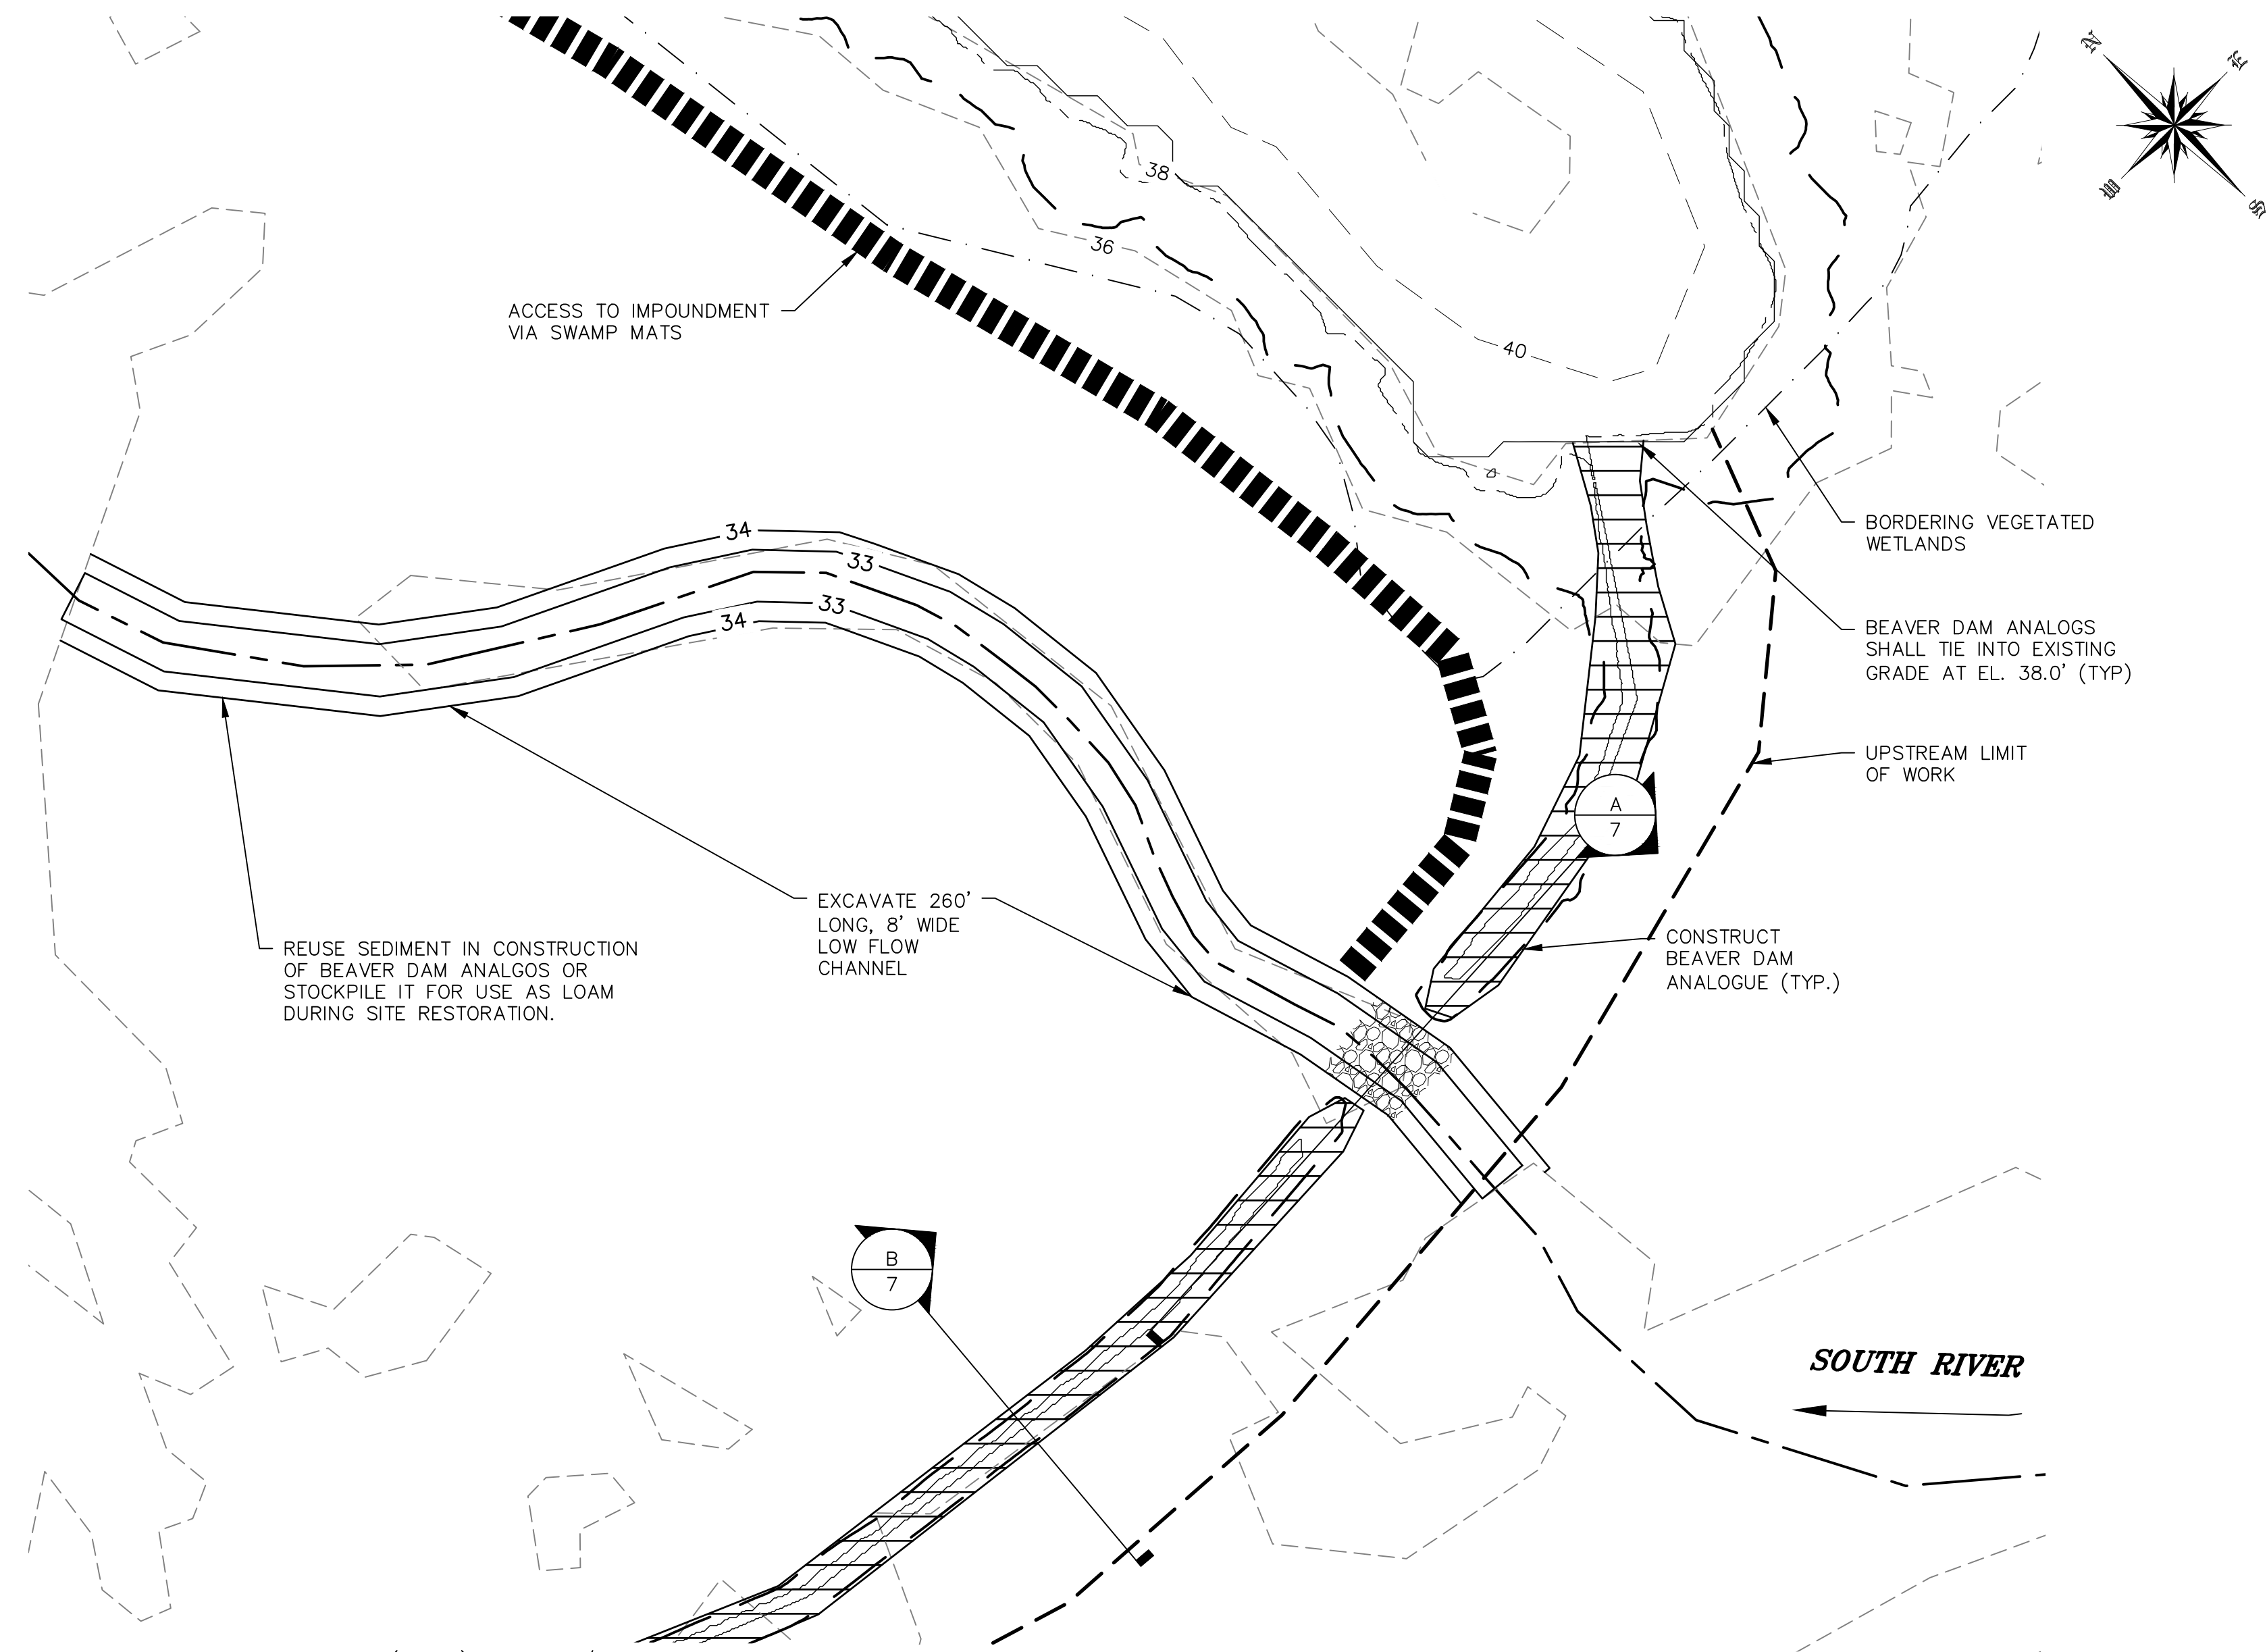 N
E
W
S
38
36
40
ACCESS TO IMPOUNDMENT
VIA SWAMP MATS
BORDERING VEGETATED
WETLANDS
34
33
33
34
BEAVER DAM ANALOGS
SHALL TIE INTO EXISTING
GRADE AT EL. 38.0' (TYP)
UPSTREAM LIMIT
OF WORK
A
7
EXCAVATE 260'
LONG, 8' WIDE
LOW FLOW
CHANNEL
REUSE SEDIMENT IN CONSTRUCTION
OF BEAVER DAM ANALGOS OR
STOCKPILE IT FOR USE AS LOAM
DURING SITE RESTORATION.
CONSTRUCT
BEAVER DAM
ANALOGUE (TYP.)
B
7
SOUTH RIVER